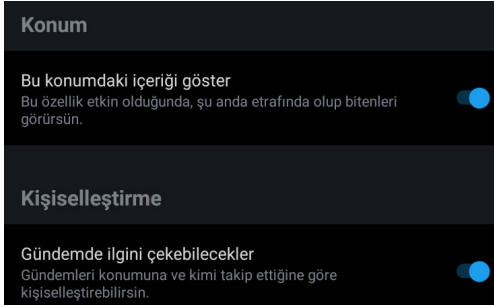 Konum
Bu konumdaki içeriği göster
Bu özellik etkin olduğunda, şu anda etrafında olup bitenleri
görürsün.
Kişiselleştirme
Gündemde ilgini çekebilecekler
Gündemleri konumuna ve kimi takip ettiğine göre
kişiselleştirebilirsin.